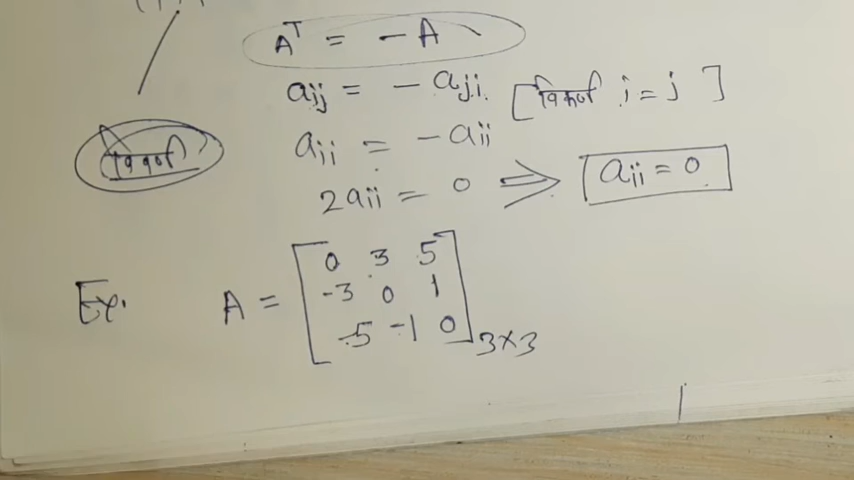 Aᵀ = - A
aij = - aji [विकर्ण i = j ]
विकर्ण
aii = - aii
2aii = 0 ⇒ aii = 0
Ex. A = [ 0 3 5
-3 0 1
-5 -1 0 ] 3×3